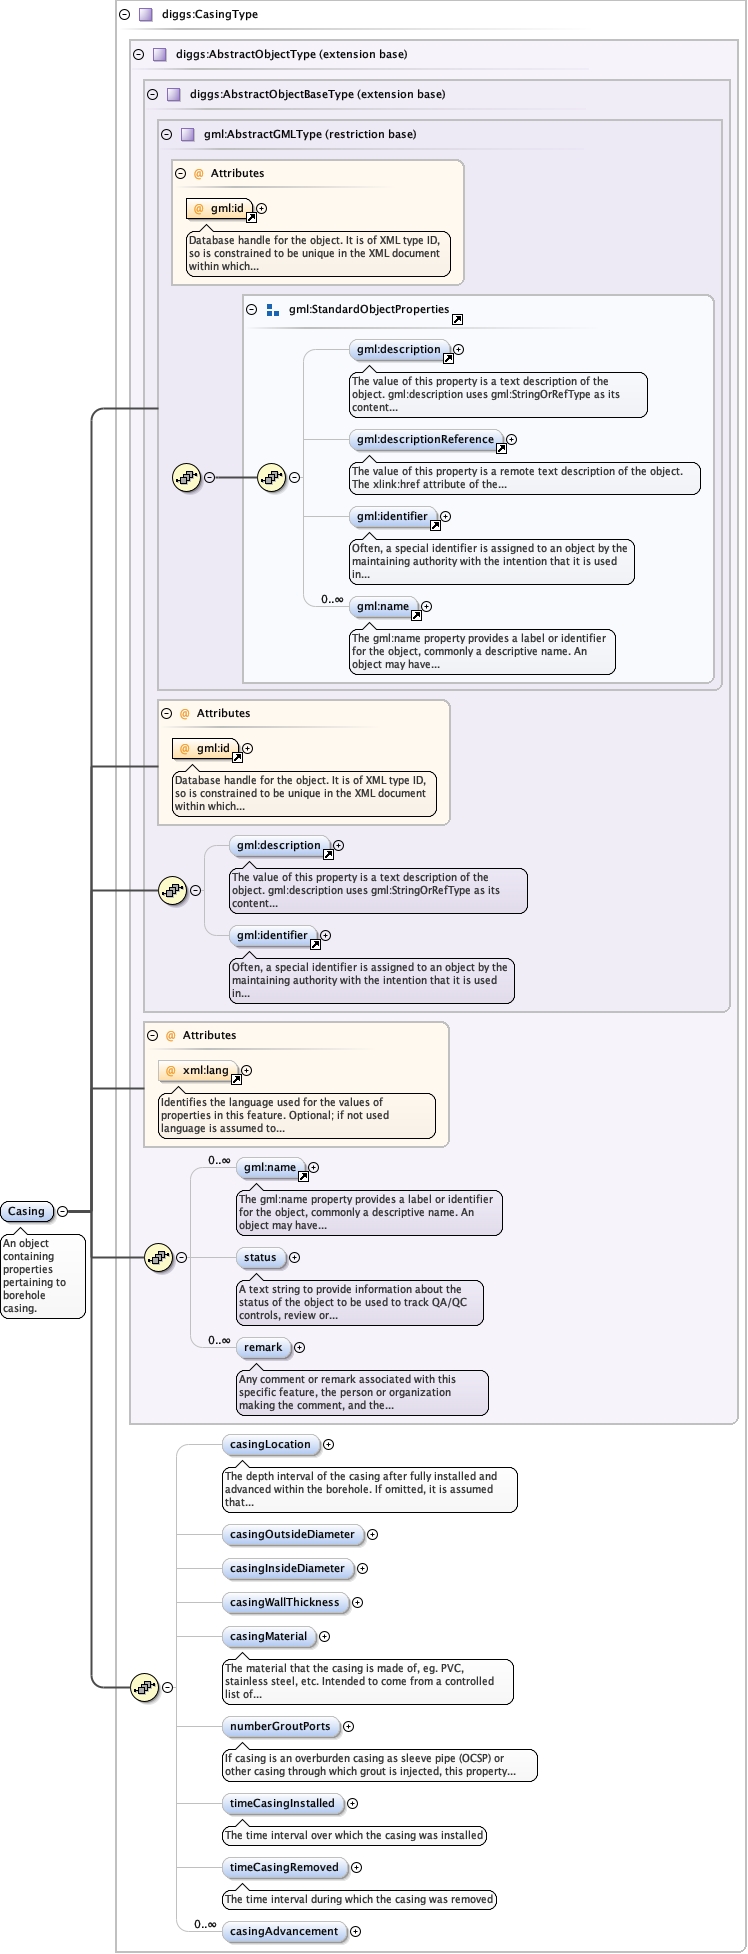 diggs:CasingType
diggs:AbstractObjectType (extension base)
diggs:AbstractObjectBaseType (extension base)
gml:AbstractGMLType (restriction base)
@ Attributes
@ gml:id
Database handle for the object. It is of XML type ID,
so is constrained to be unique in the XML document
within which...
gml:StandardObjectProperties
gml:description
The value of this property is a text description of the
object. gml:description uses gml:StringOrRefType as its
content...
gml:descriptionReference
The value of this property is a remote text description of the object.
The xlink:href attribute of the...
gml:identifier
Often, a special identifier is assigned to an object by the
maintaining authority with the intention that it is used
in...
0..∞
gml:name
The gml:name property provides a label or identifier
for the object, commonly a descriptive name. An
object may have...
@ Attributes
@ gml:id
Database handle for the object. It is of XML type ID,
so is constrained to be unique in the XML document
within which...
gml:description
The value of this property is a text description of the
object. gml:description uses gml:StringOrRefType as its
content...
gml:identifier
Often, a special identifier is assigned to an object by the
maintaining authority with the intention that it is used
in...
@ Attributes
@ xml:lang
Identifies the language used for the values of
properties in this feature. Optional; if not used
language is assumed to...
0..∞
gml:name
The gml:name property provides a label or identifier
for the object, commonly a descriptive name. An
object may have...
Casing
An object
containing
properties
pertaining to
borehole
casing.
status
A text string to provide information about the
status of the object to be used to track QA/QC
controls, review or...
0..∞
remark
Any comment or remark associated with this
specific feature, the person or organization
making the comment, and the...
casingLocation
The depth interval of the casing after fully installed and
advanced within the borehole. If omitted, it is assumed
that...
casingOutsideDiameter
casingInsideDiameter
casingWallThickness
casingMaterial
The material that the casing is made of, eg. PVC,
stainless steel, etc. Intended to come from a controlled
list of...
numberGroutPorts
If casing is an overburden casing as sleeve pipe (OCSP) or
other casing through which grout is injected, this property...
timeCasingInstalled
The time interval over which the casing was installed
timeCasingRemoved
The time interval during which the casing was removed
0..∞
casingAdvancement